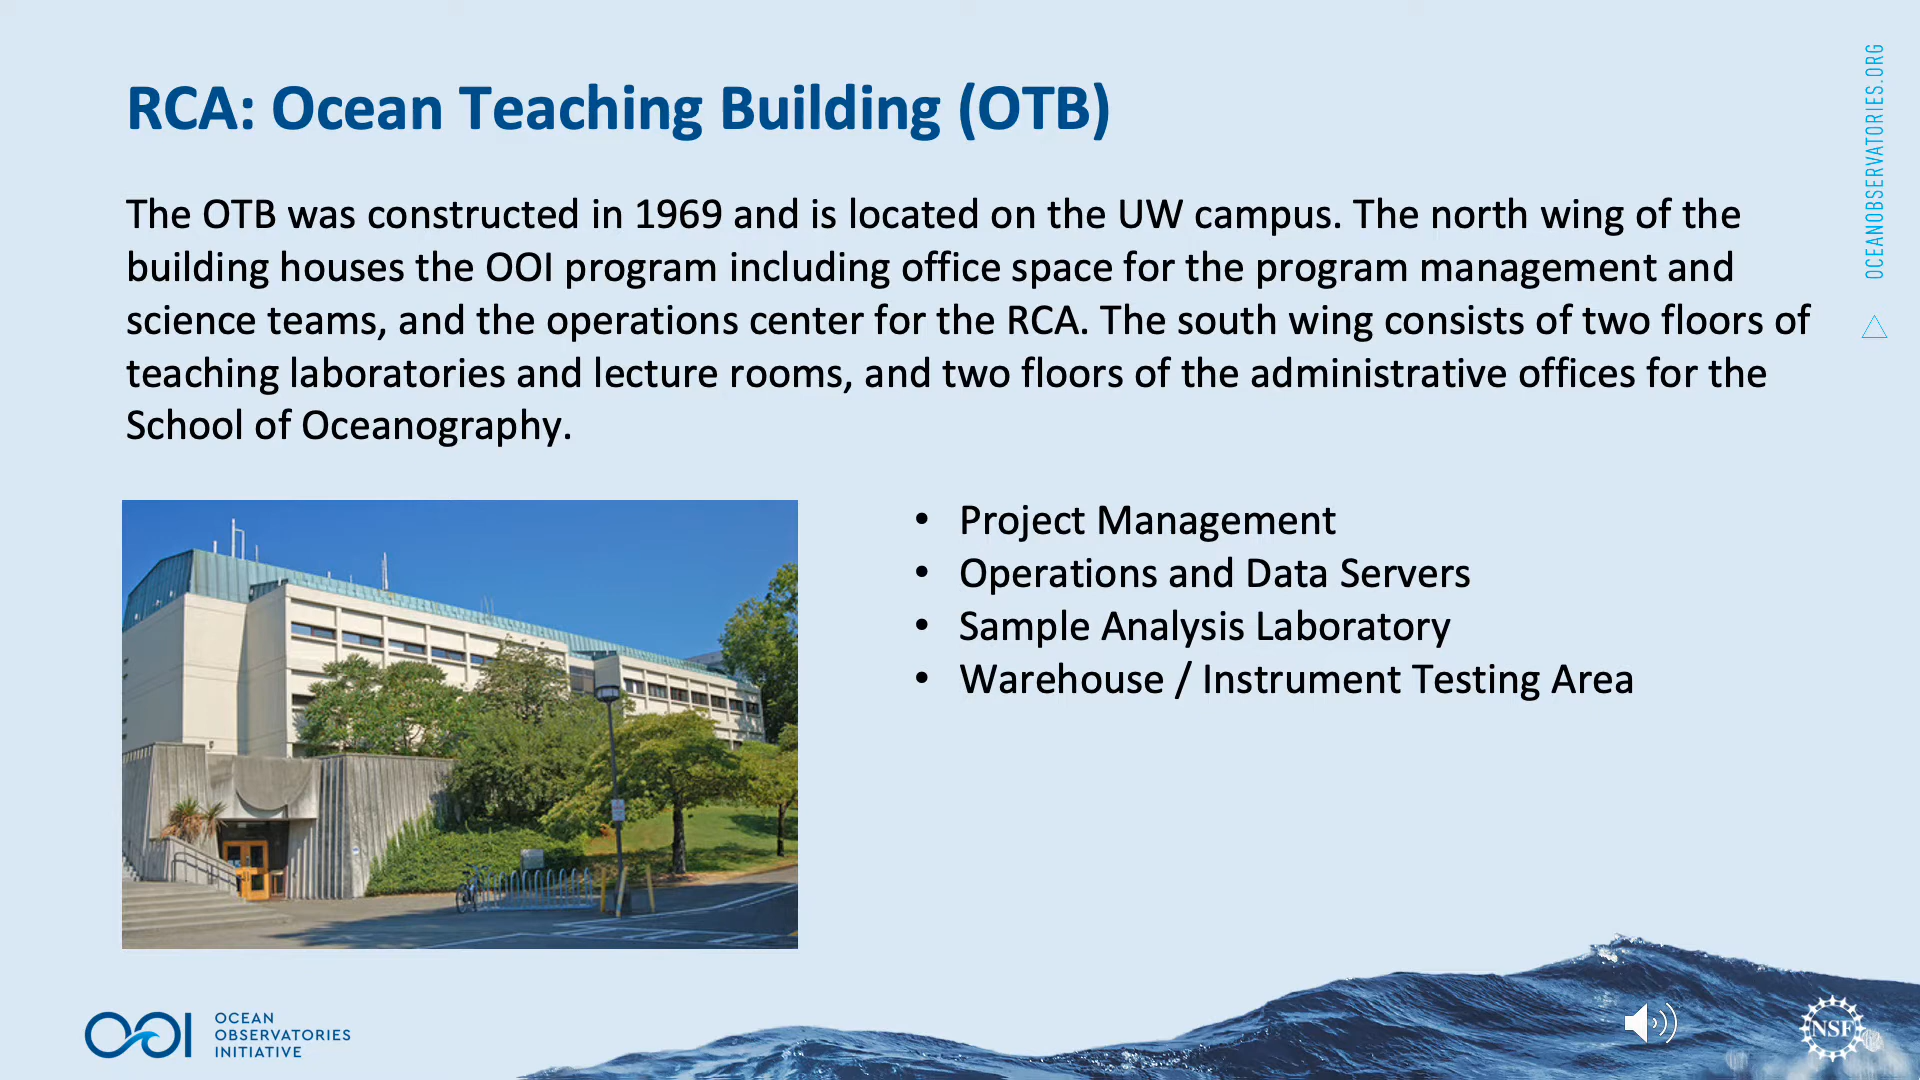 RCA: Ocean Teaching Building (OTB)
The OTB was constructed in 1969 and is located on the UW campus. The north wing of the
building houses the OOI program including office space for the program management and
science teams, and the operations center for the RCA. The south wing consists of two floors of
teaching laboratories and lecture rooms, and two floors of the administrative offices for the
School of Oceanography.
• Project Management
• Operations and Data Servers
• Sample Analysis Laboratory
• Warehouse / Instrument Testing Area
OCEANOBSERVATORIES.ORG
OOI
OCEAN
OBSERVATORIES
INITIATIVE
NSF